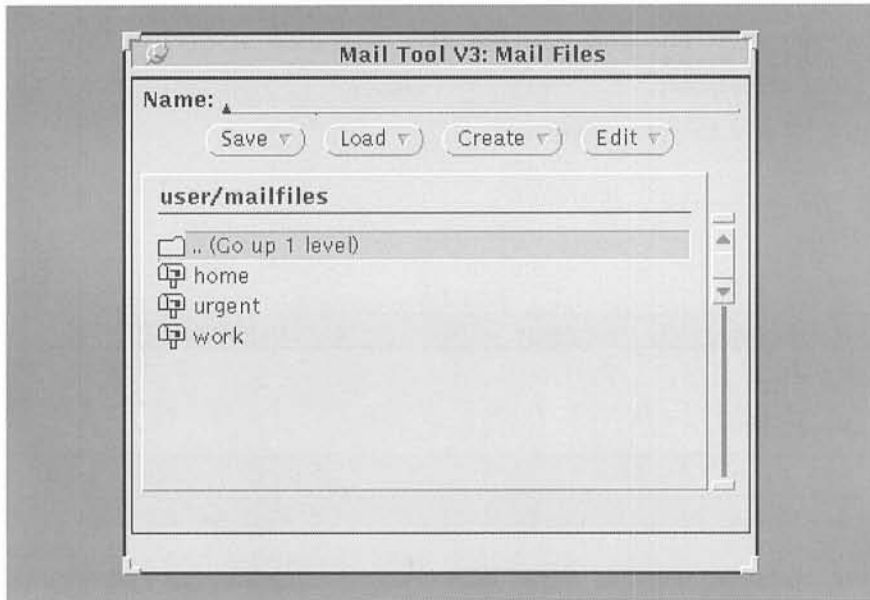 Mail Tool V3: Mail Files
Name:
Save Load Create Edit
user/mailfiles
.. (Go up 1 level)
home
urgent
work